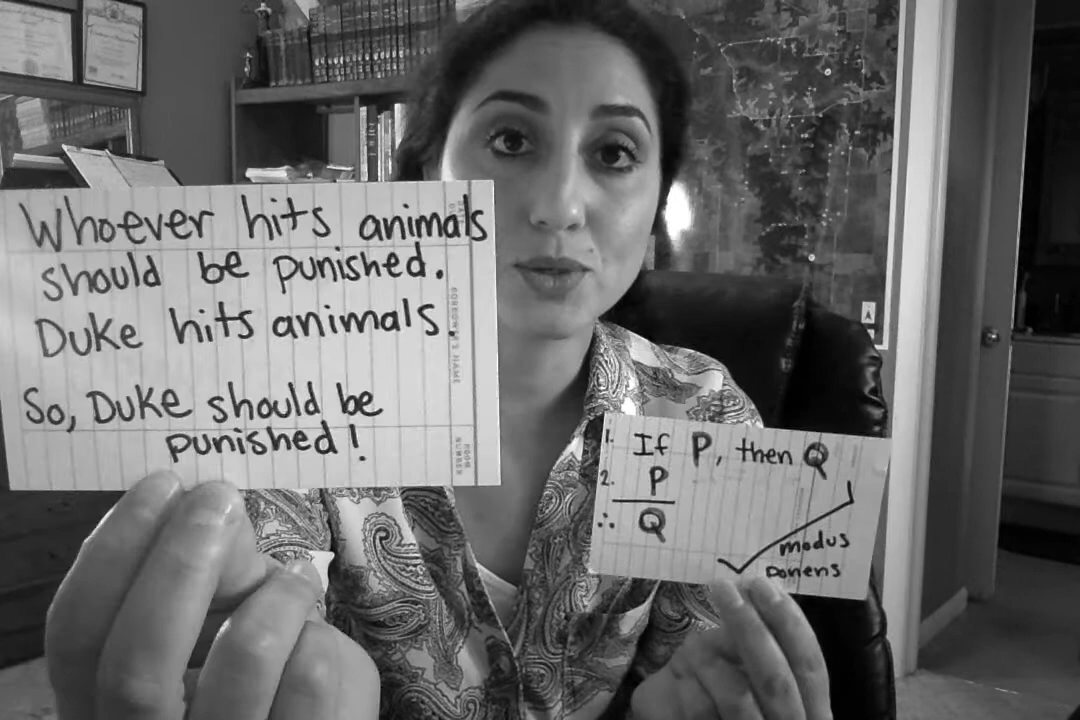 Whoever hits animals
should be punished.
Duke hits animals.
So, Duke should be
punished!
1. If P, then Q
2. P
∴ Q
modus
ponens